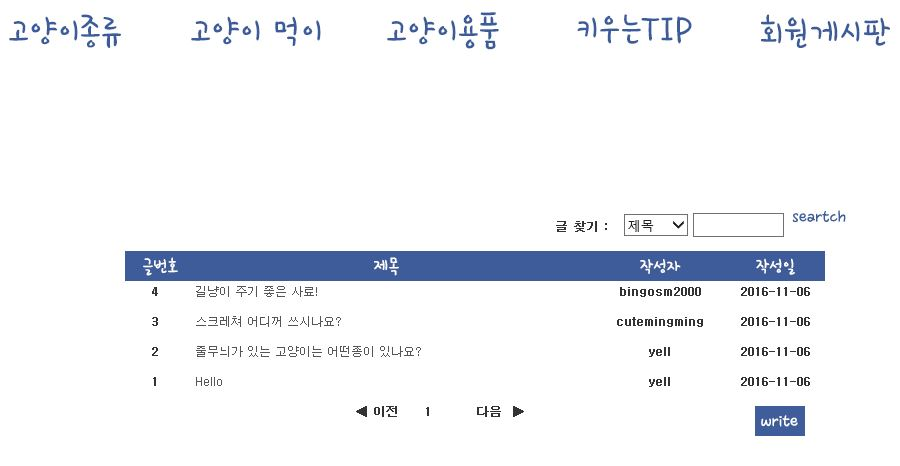 고양이종류 고양이 먹이 고양이용품 키우는TIP 회원게시판
글 찾기 : 제목 seartch
글번호 제목 작성자 작성일
4 길냥이 주기 좋은 사료! bingosm2000 2016-11-06
3 스크레쳐 어디꺼 쓰시나요? cutemingming 2016-11-06
2 줄무늬가 있는 고양이는 어떤종이 있나요? yell 2016-11-06
1 Hello yell 2016-11-06
◀ 이전 1 다음 ▶ write